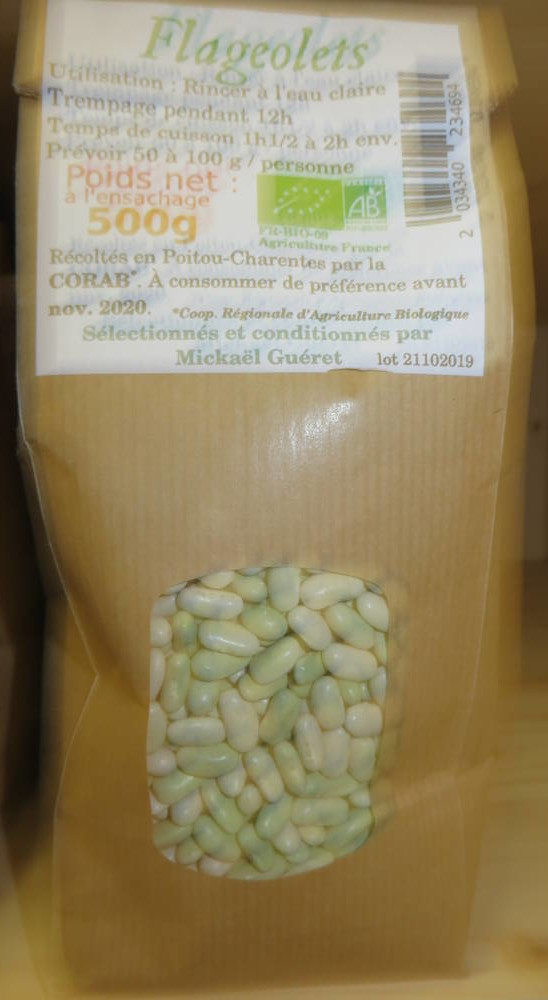 Flageolets
Utilisation : Rincer à l'eau claire
Trempage pendant 12h
Temps de cuisson 1h1/2 à 2h env.
Prévoir 50 à 100 g / personne
Poids net :
à l'ensachage
500g
AB
FR-BIO-09
Agriculture France
2 034340 234694
Récoltés en Poitou-Charentes par la
CORAB*. À consommer de préférence avant
nov. 2020. *Coop. Régionale d'Agriculture Biologique
Sélectionnés et conditionnés par
Mickaël Guéret lot 21102019